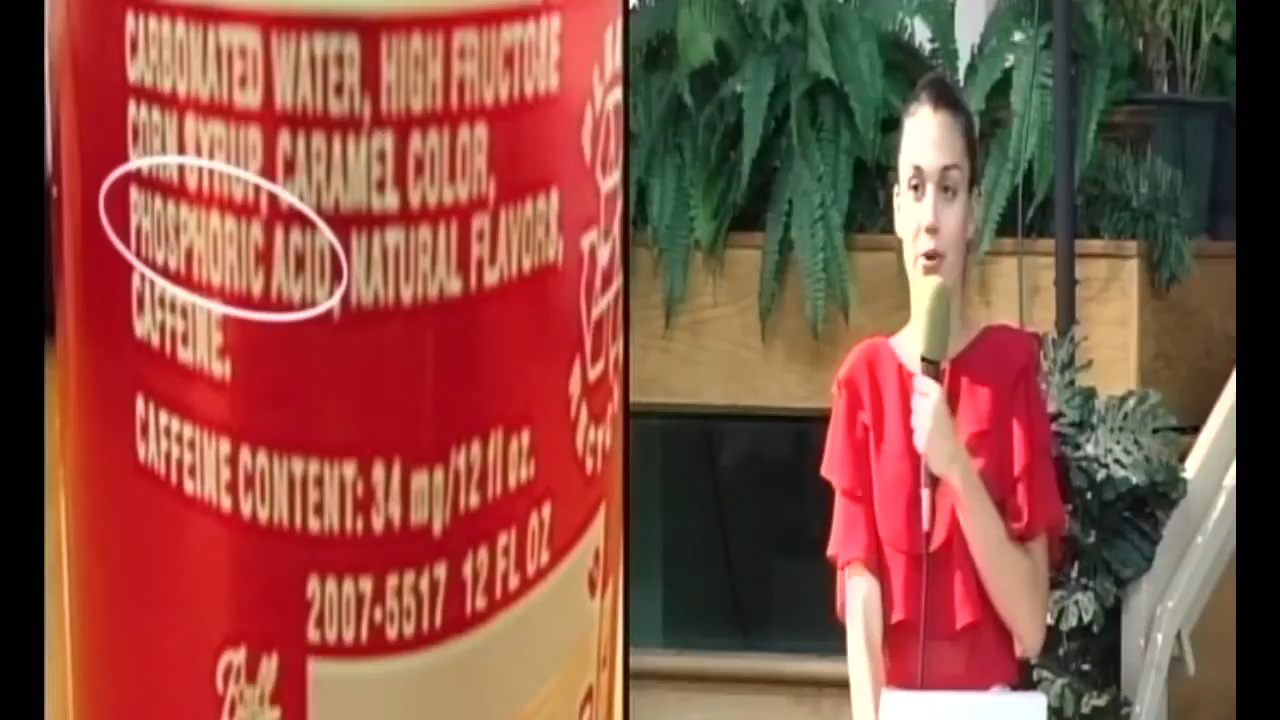 CARBONATED WATER, HIGH FRUCTOSE
CORN SYRUP, CARAMEL COLOR,
PHOSPHORIC ACID, NATURAL FLAVORS,
CAFFEINE.
CAFFEINE CONTENT: 34 mg/12 fl oz.
2007-5517 12 FL OZ
Ball